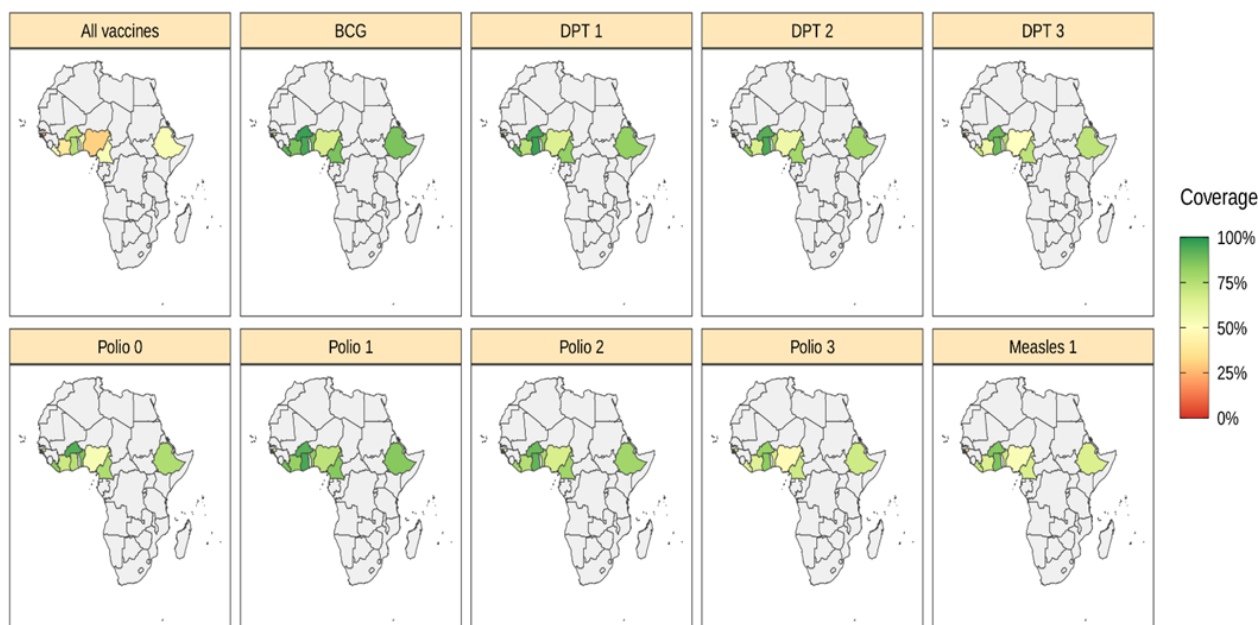 All vaccines
BCG
DPT 1
DPT 2
DPT 3
Coverage
100%
75%
50%
25%
0%
Polio 0
Polio 1
Polio 2
Polio 3
Measles 1